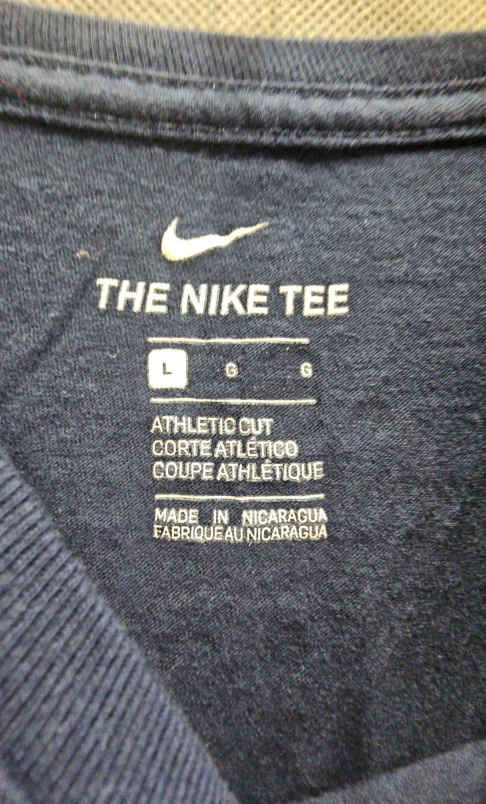 THE NIKE TEE
L G G
ATHLETIC CUT
CORTE ATLÉTICO
COUPE ATHLÉTIQUE
MADE IN NICARAGUA
FABRIQUE AU NICARAGUA